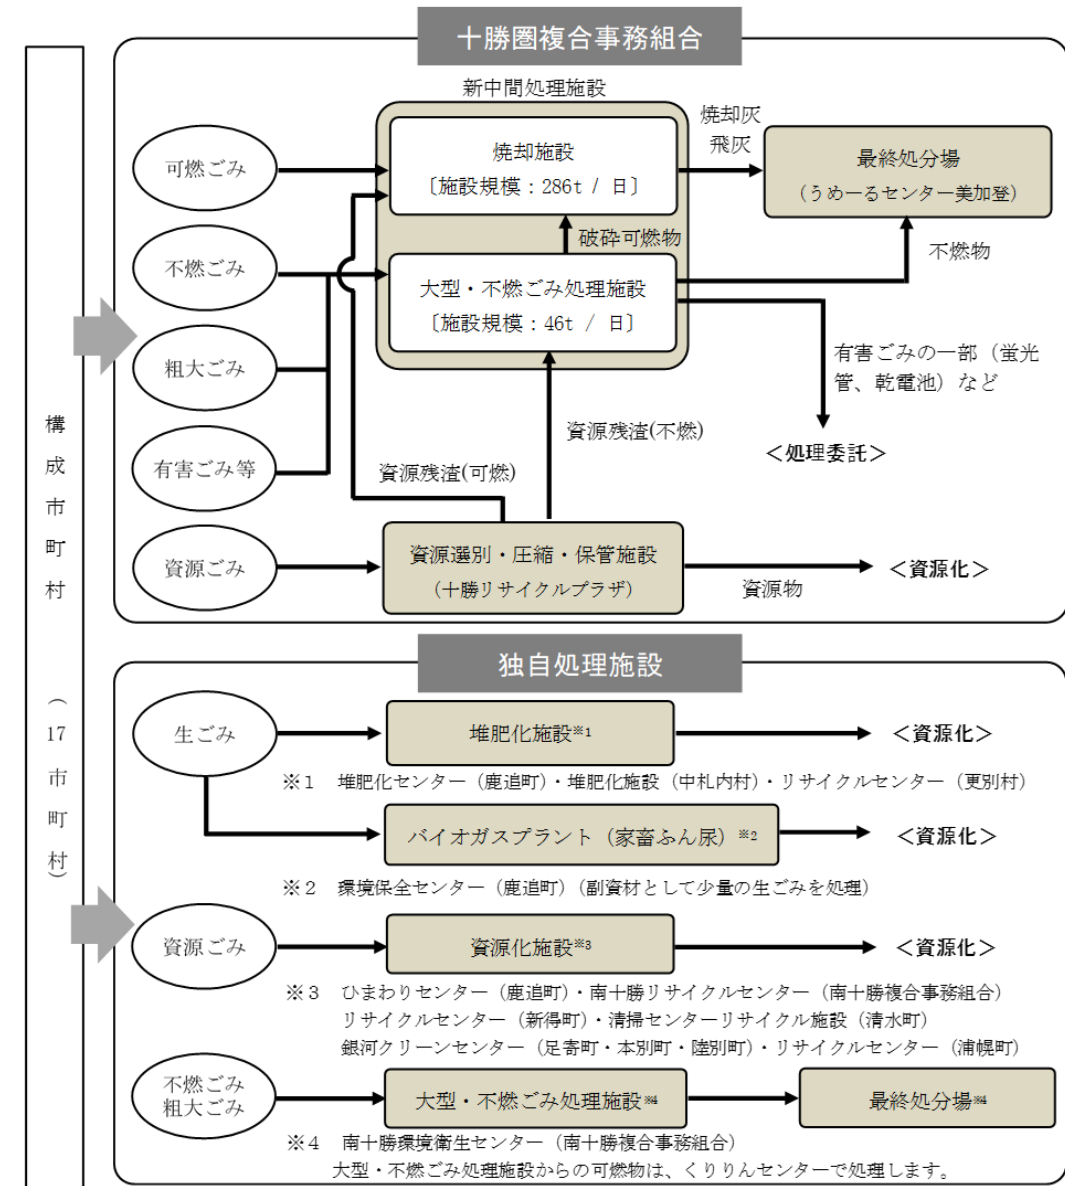 十勝圏複合事務組合
新中間処理施設
焼却施設
〔施設規模：286t / 日〕
焼却灰
飛灰
最終処分場
（うめーるセンター美加登）
可燃ごみ
破砕可燃物
不燃ごみ
大型・不燃ごみ処理施設
〔施設規模：46t / 日〕
不燃物
粗大ごみ
有害ごみの一部（蛍光
管、乾電池）など
＜処理委託＞
有害ごみ等
資源残渣(不燃)
資源残渣(可燃)
資源ごみ
資源選別・圧縮・保管施設
（十勝リサイクルプラザ）
資源物
＜資源化＞
構成市町村
（17市町村）
独自処理施設
生ごみ
堆肥化施設※1
＜資源化＞
※１　堆肥化センター（鹿追町）・堆肥化施設（中札内村）・リサイクルセンター（更別村）
バイオガスプラント（家畜ふん尿）※2
＜資源化＞
※２　環境保全センター（鹿追町）（副資材として少量の生ごみを処理）
資源ごみ
資源化施設※3
＜資源化＞
※３　ひまわりセンター（鹿追町）・南十勝リサイクルセンター（南十勝複合事務組合）
リサイクルセンター（新得町）・清掃センターリサイクル施設（清水町）
銀河クリーンセンター（足寄町・本別町・陸別町）・リサイクルセンター（浦幌町）
不燃ごみ
粗大ごみ
大型・不燃ごみ処理施設※4
最終処分場※4
※４　南十勝環境衛生センター（南十勝複合事務組合）
大型・不燃ごみ処理施設からの可燃物は、くりりんセンターで処理します。